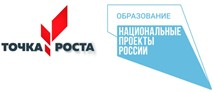 ТОЧКА РОСТА
ОБРАЗОВАНИЕ
НАЦИОНАЛЬНЫЕ
ПРОЕКТЫ
РОССИИ